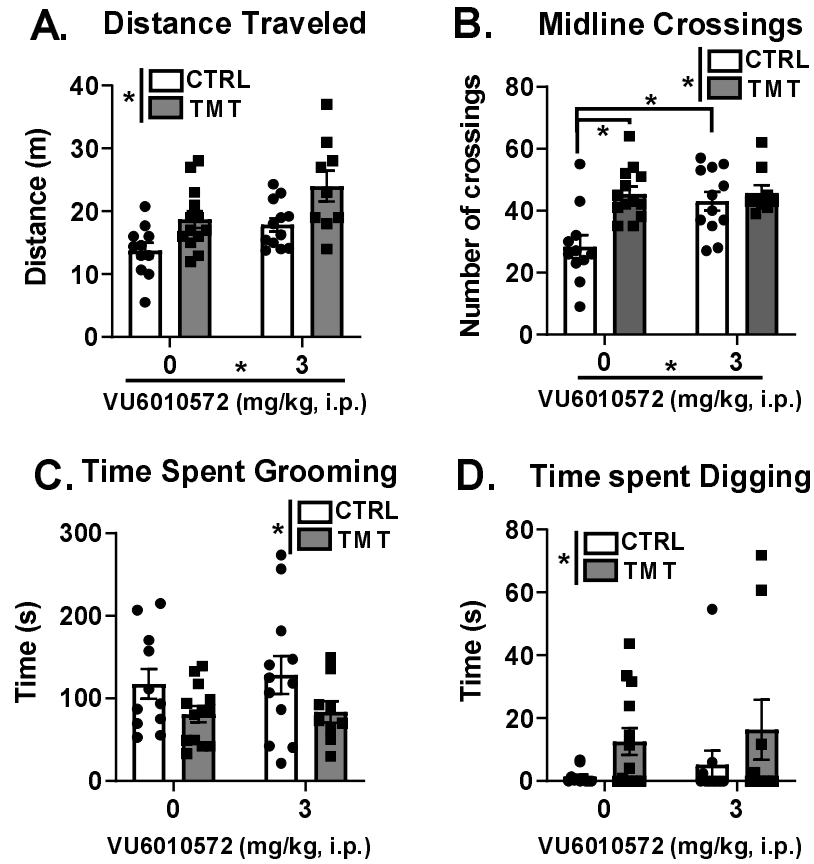 A. Distance Traveled
* CTRL
TMT
Distance (m)
40
30
20
10
0
0 * 3
VU6010572 (mg/kg, i.p.)
B. Midline Crossings
* CTRL
TMT
*
*
Number of crossings
80
60
40
20
0
0 * 3
VU6010572 (mg/kg, i.p.)
C. Time Spent Grooming
* CTRL
TMT
Time (s)
300
200
100
0
0 3
VU6010572 (mg/kg, i.p.)
D. Time spent Digging
* CTRL
TMT
Time (s)
80
60
40
20
0
0 3
VU6010572 (mg/kg, i.p.)